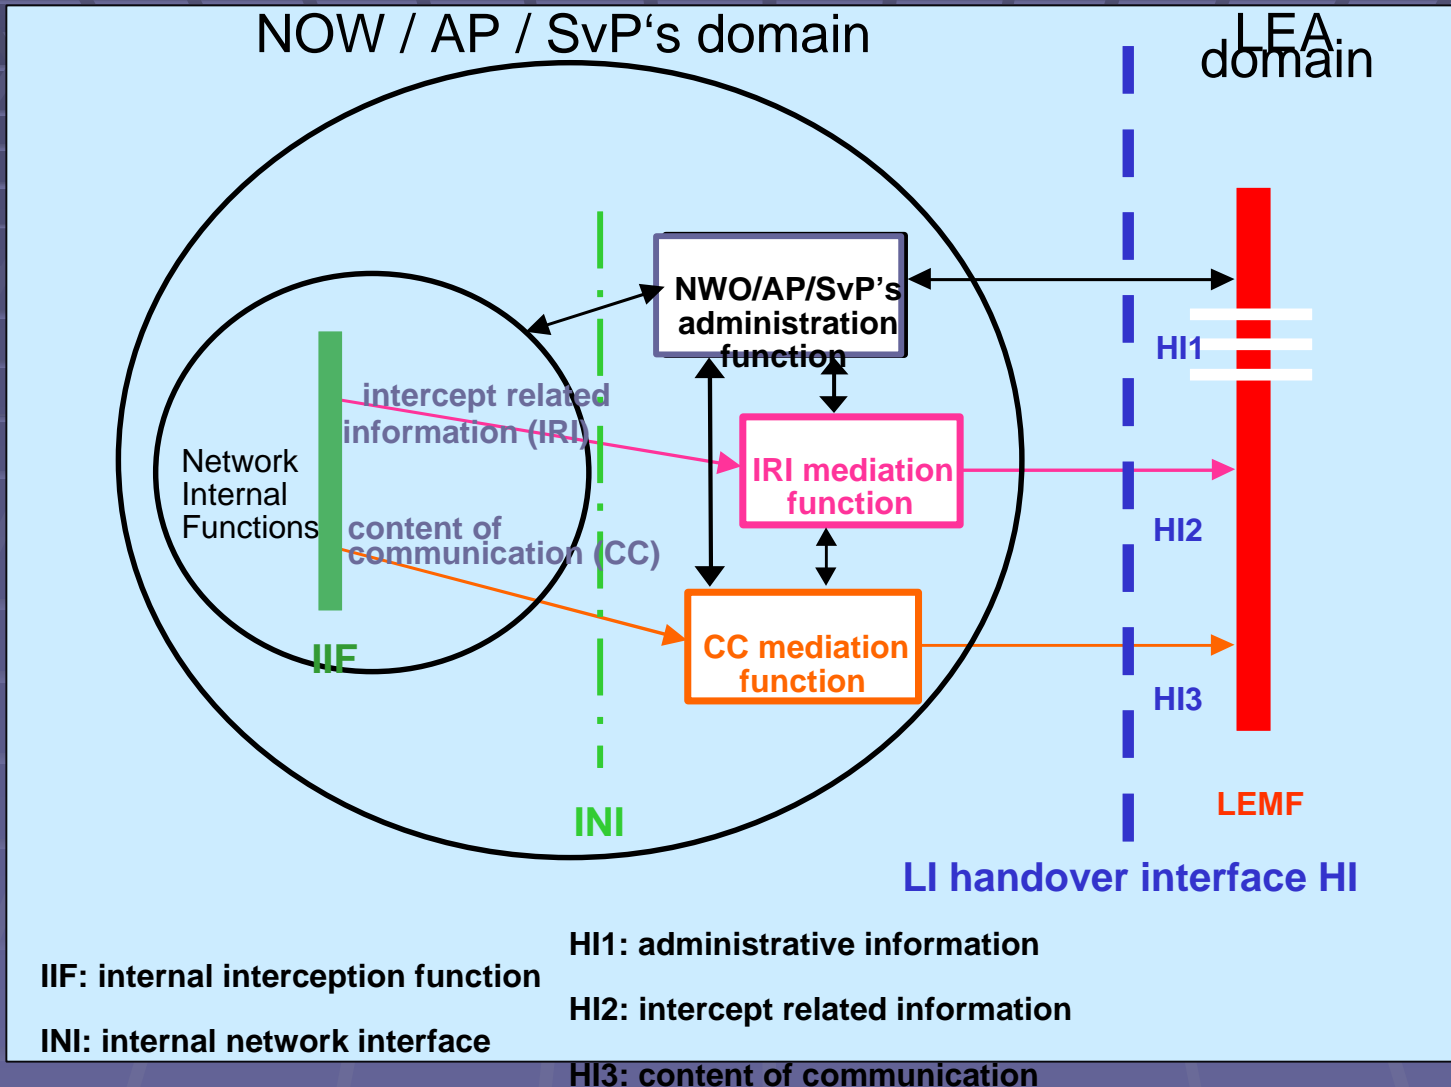 NOW / AP / SvP‘s domain
LEA
domain
NWO/AP/SvP’s
administration
function
HI1
intercept related
information (IRI)
IRI mediation
function
Network
Internal
Functions
content of
communication (CC)
HI2
CC mediation
function
IIF
HI3
INI
LEMF
LI handover interface HI
HI1: administrative information
IIF: internal interception function
HI2: intercept related information
INI: internal network interface
HI3: content of communication